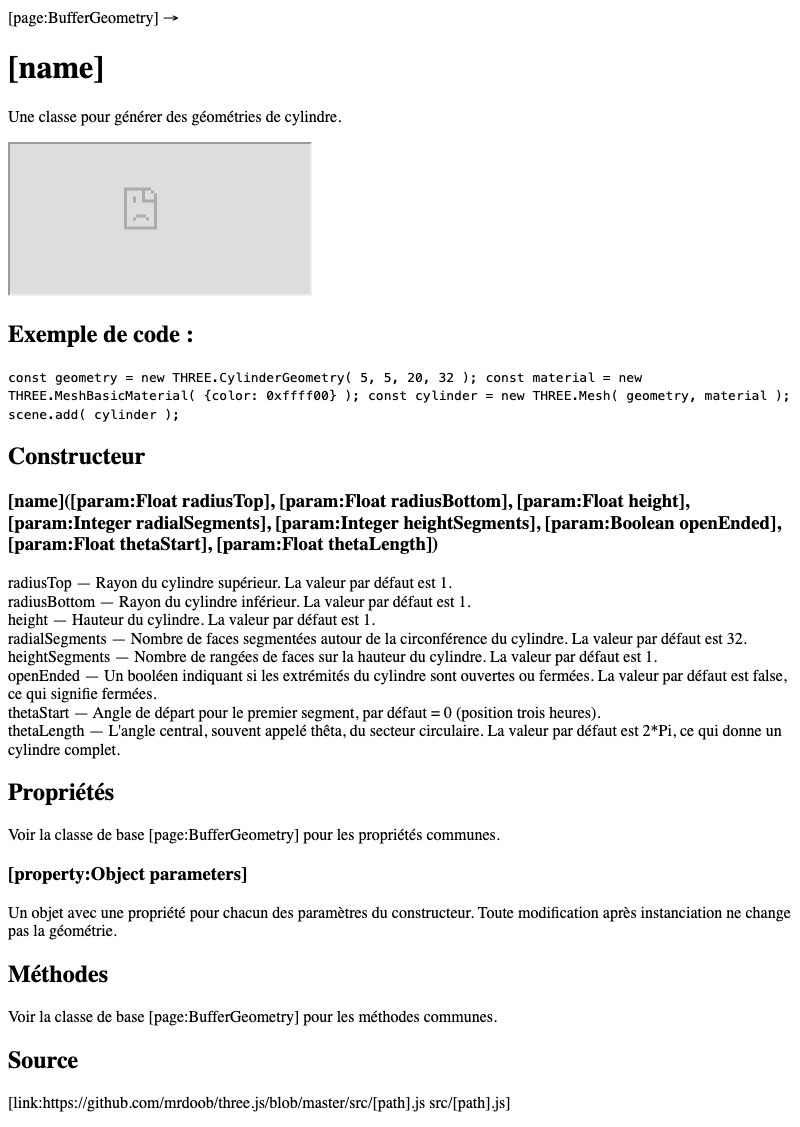 [page:BufferGeometry] →
[name]
Une classe pour générer des géométries de cylindre.
Exemple de code :
const geometry = new THREE.CylinderGeometry( 5, 5, 20, 32 ); const material = new
THREE.MeshBasicMaterial( {color: 0xffff00} ); const cylinder = new THREE.Mesh( geometry, material );
scene.add( cylinder );
Constructeur
[name]([param:Float radiusTop], [param:Float radiusBottom], [param:Float height],
[param:Integer radialSegments], [param:Integer heightSegments], [param:Boolean openEnded],
[param:Float thetaStart], [param:Float thetaLength])
radiusTop — Rayon du cylindre supérieur. La valeur par défaut est 1.
radiusBottom — Rayon du cylindre inférieur. La valeur par défaut est 1.
height — Hauteur du cylindre. La valeur par défaut est 1.
radialSegments — Nombre de faces segmentées autour de la circonférence du cylindre. La valeur par défaut est 32.
heightSegments — Nombre de rangées de faces sur la hauteur du cylindre. La valeur par défaut est 1.
openEnded — Un booléen indiquant si les extrémités du cylindre sont ouvertes ou fermées. La valeur par défaut est false,
ce qui signifie fermées.
thetaStart — Angle de départ pour le premier segment, par défaut = 0 (position trois heures).
thetaLength — L'angle central, souvent appelé thêta, du secteur circulaire. La valeur par défaut est 2*Pi, ce qui donne un
cylindre complet.
Propriétés
Voir la classe de base [page:BufferGeometry] pour les propriétés communes.
[property:Object parameters]
Un objet avec une propriété pour chacun des paramètres du constructeur. Toute modification après instanciation ne change
pas la géométrie.
Méthodes
Voir la classe de base [page:BufferGeometry] pour les méthodes communes.
Source
[link:https://github.com/mrdoob/three.js/blob/master/src/[path].js src/[path].js]